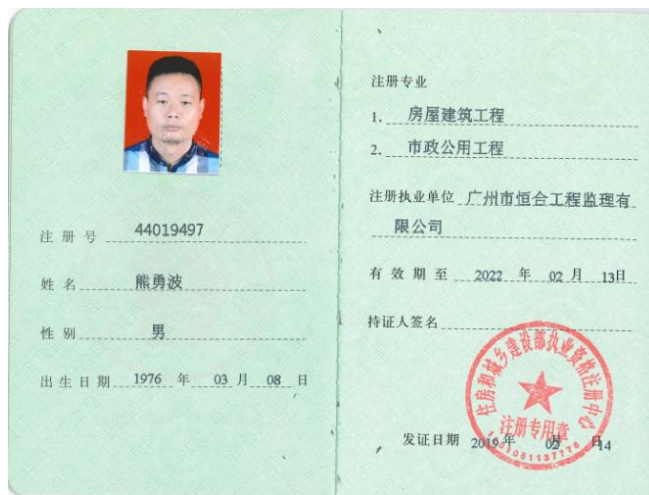 注 册 号 44019497
姓 名 熊勇波
性 别 男
出 生 日 期 1976 年 03 月 08 日
注册专业
1. 房屋建筑工程
2. 市政公用工程
注册执业单位 广州市恒合工程监理有
限公司
有 效 期 至 2022 年 02 月 13日
持证人签名
住房和城乡建设部执业资格注册中心
注册专用章
发证日期 2019 年 02 月 14 日